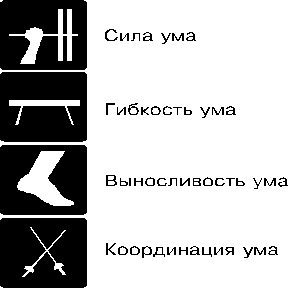 Сила ума
Гибкость ума
Выносливость ума
Координация ума